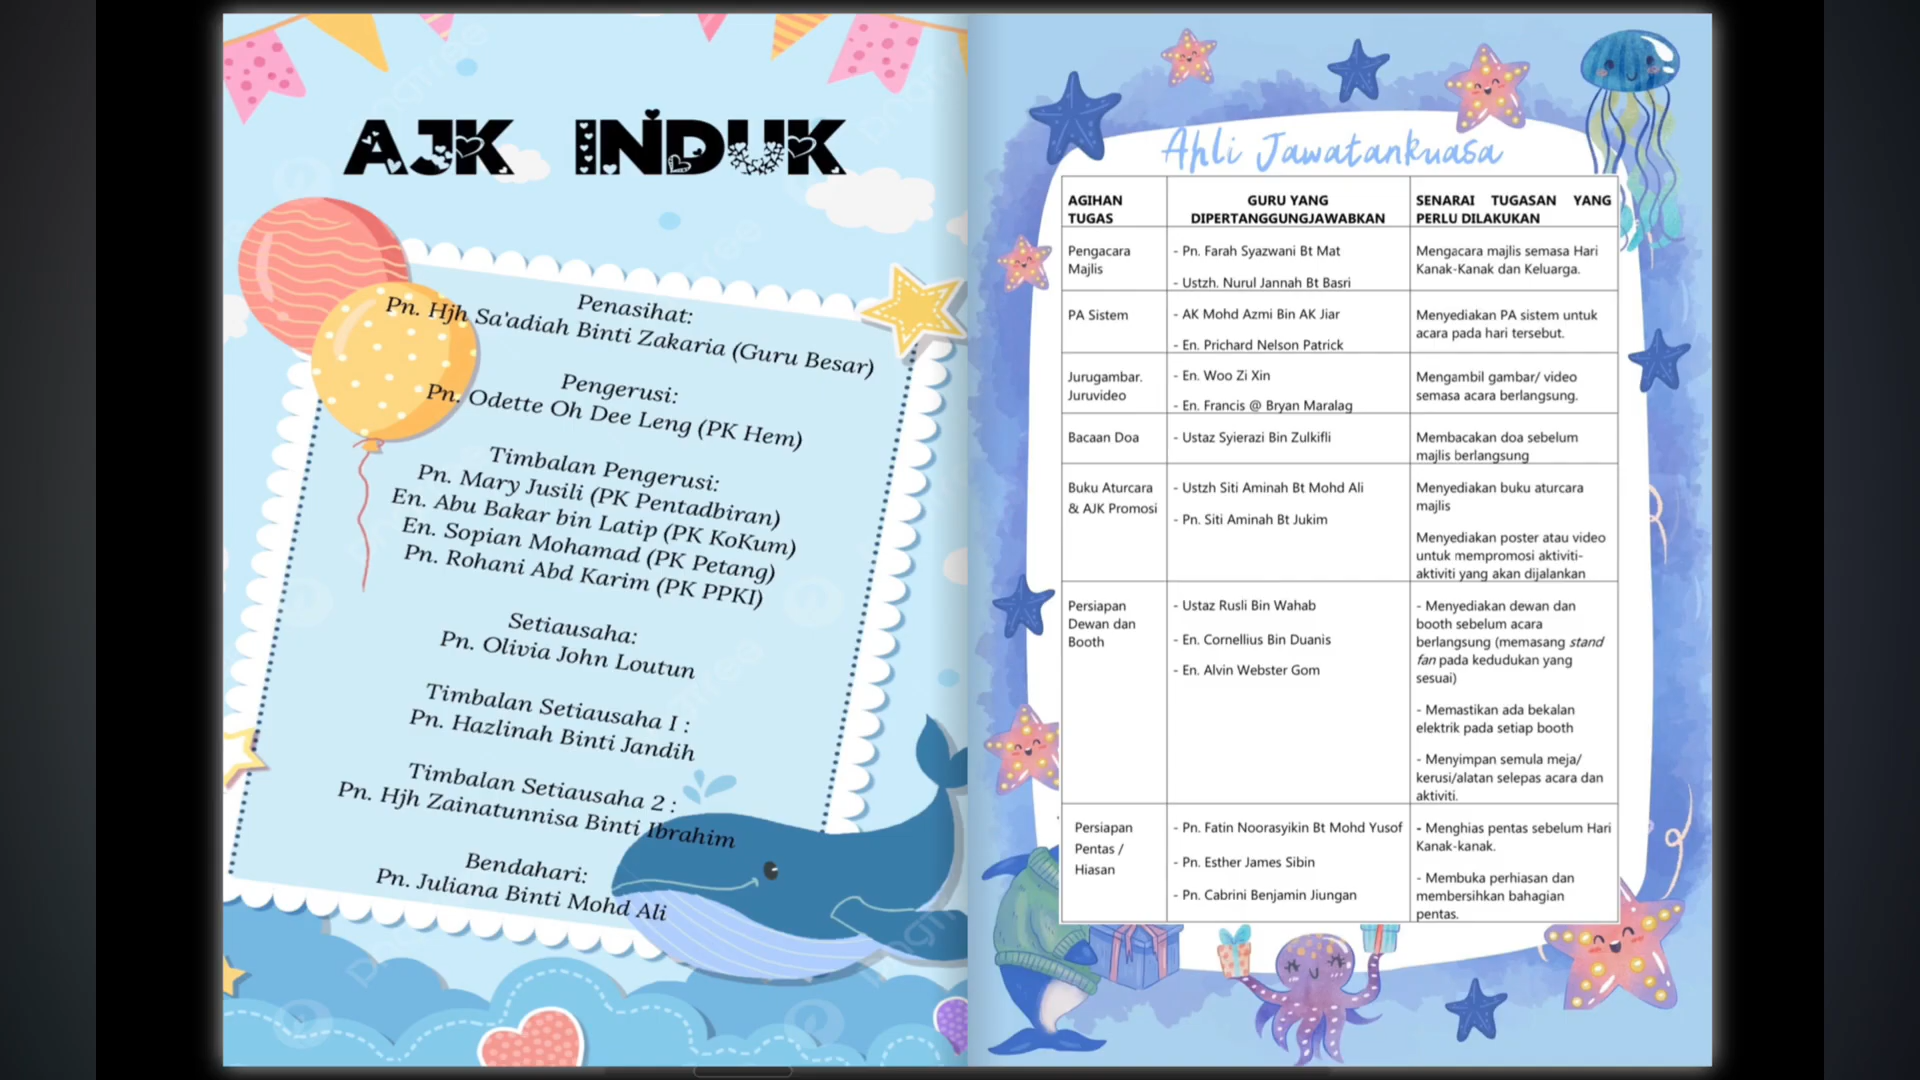 AJK INDUK
Penasihat:
Pn. Hjh Sa'adiah Binti Zakaria (Guru Besar)
Pengerusi:
Pn. Odette Oh Dee Leng (PK Hem)
Timbalan Pengerusi:
Pn. Mary Jusili (PK Pentadbiran)
En. Abu Bakar bin Latip (PK KoKum)
En. Sopian Mohamad (PK Petang)
Pn. Rohani Abd Karim (PK PPKI)
Setiausaha:
Pn. Olivia John Loutun
Timbalan Setiausaha 1 :
Pn. Hazlinah Binti Jandih
Timbalan Setiausaha 2 :
Pn. Hjh Zainatunnisa Binti Ibrahim
Bendahari:
Pn. Juliana Binti Mohd Ali
Ahli Jawatankuasa
AGIHAN
TUGAS
GURU YANG
DIPERTANGGUNGJAWABKAN
SENARAI TUGASAN YANG
PERLU DILAKUKAN
Pengacara
Majlis
- Pn. Farah Syazwani Bt Mat
- Ustzh. Nurul Jannah Bt Basri
Mengacara majlis semasa Hari
Kanak-Kanak dan Keluarga.
PA Sistem
- AK Mohd Azmi Bin AK Jiar
- En. Prichard Nelson Patrick
Menyediakan PA sistem untuk
acara pada hari tersebut.
Jurugambar.
Juruvideo
- En. Woo Zi Xin
- En. Francis @ Bryan Maralag
Mengambil gambar/ video
semasa acara berlangsung.
Bacaan Doa
- Ustaz Syierazi Bin Zulkifli
Membacakan doa sebelum
majlis berlangsung
Buku Aturcara
& AJK Promosi
- Ustzh Siti Aminah Bt Mohd Ali
- Pn. Siti Aminah Bt Jukim
Menyediakan buku aturcara
majlis
Menyediakan poster atau video
untuk mempromosi aktiviti-
aktiviti yang akan dijalankan
Persiapan
Dewan dan
Booth
- Ustaz Rusli Bin Wahab
- En. Cornellius Bin Duanis
- En. Alvin Webster Gom
- Menyediakan dewan dan
booth sebelum acara
berlangsung (memasang stand
fan pada kedudukan yang
sesuai)
- Memastikan ada bekalan
elektrik pada setiap booth
- Menyimpan semula meja/
kerusi/alatan selepas acara dan
aktiviti.
Persiapan
Pentas /
Hiasan
- Pn. Fatin Noorasyikin Bt Mohd Yusof
- Pn. Esther James Sibin
- Pn. Cabrini Benjamin Jiungan
- Menghias pentas sebelum Hari
Kanak-kanak.
- Membuka perhiasan dan
membersihkan bahagian
pentas.